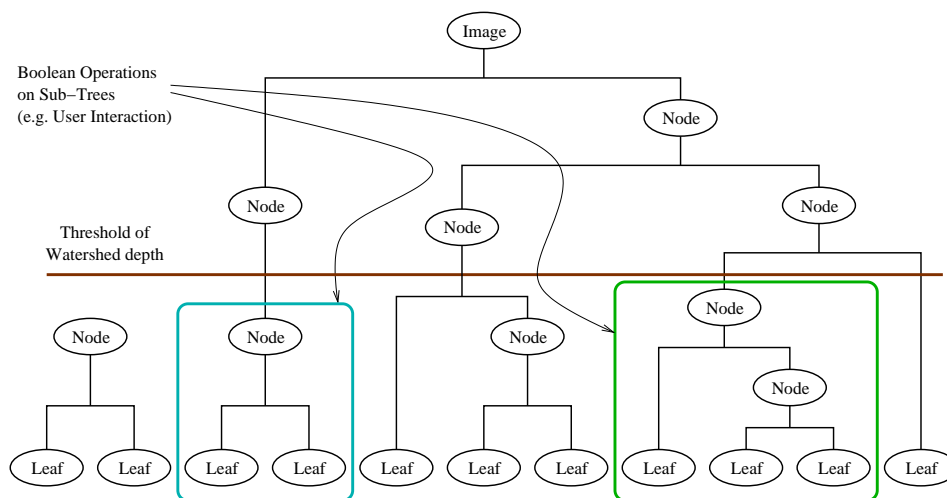 Image
Boolean Operations
on Sub-Trees
(e.g. User Interaction)
Node
Node
Node
Node
Threshold of
Watershed depth
Node
Node
Node
Node
Node
Leaf
Leaf
Leaf
Leaf
Leaf
Leaf
Leaf
Leaf
Leaf
Leaf
Leaf